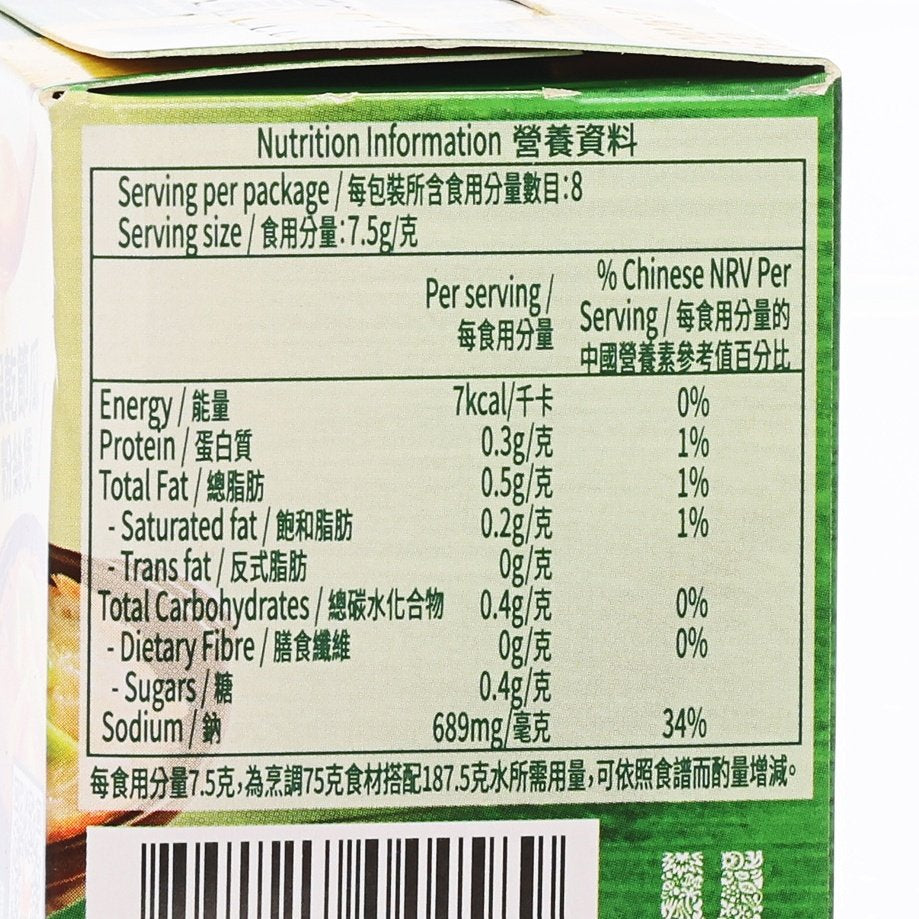 Nutrition Information 營養資料
Serving per package / 每包裝所含食用分量數目:8
Serving size / 食用分量:7.5g/克
Per serving /
每食用分量
% Chinese NRV Per
Serving / 每食用分量的
中國營養素參考值百分比
Energy / 能量 7kcal/千卡 0%
Protein / 蛋白質 0.3g/克 1%
Total Fat / 總脂肪 0.5g/克 1%
- Saturated fat / 飽和脂肪 0.2g/克 1%
- Trans fat / 反式脂肪 0g/克
Total Carbohydrates / 總碳水化合物 0.4g/克 0%
- Dietary Fibre / 膳食纖維 0g/克 0%
- Sugars / 糖 0.4g/克
Sodium / 鈉 689mg/毫克 34%
每食用分量7.5克,為烹調75克食材搭配187.5克水所需用量,可依照食譜而酌量增減。